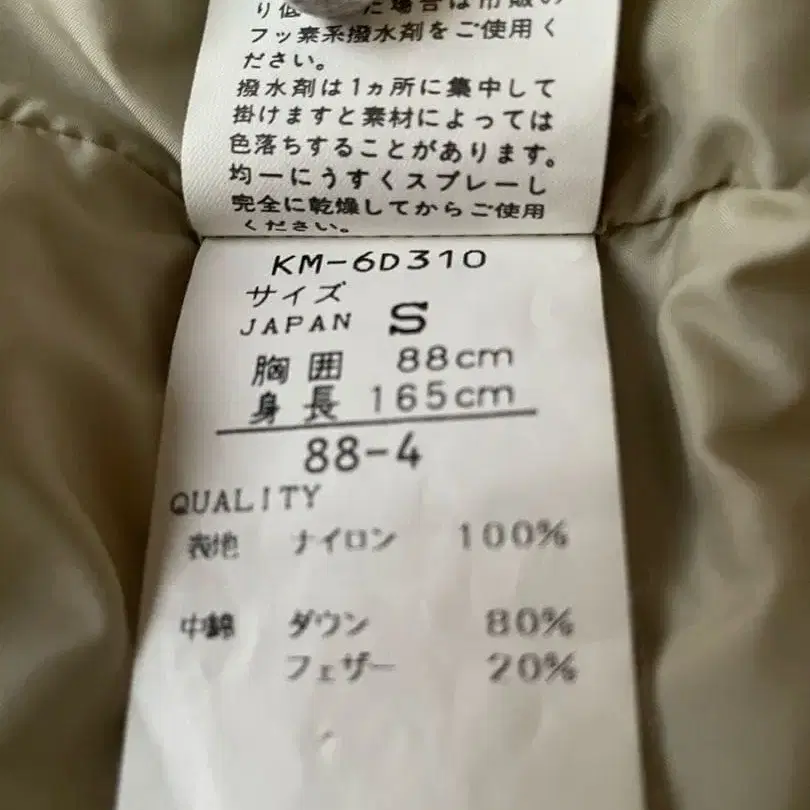 た場合は市販の
フッ素系撥水剤をご使用く
ださい。
撥水剤は1ヵ所に集中して
掛けますと素材によっては
色落ちすることがあります。
均一にうすくスプレーし
完全に乾燥してからご使用
ください。
KM-6D310
サイズ
JAPAN S
胸囲 88cm
身長 165cm
88-4
QUALITY
表地 ナイロン 100%
中綿 ダウン 80%
フェザー 20%